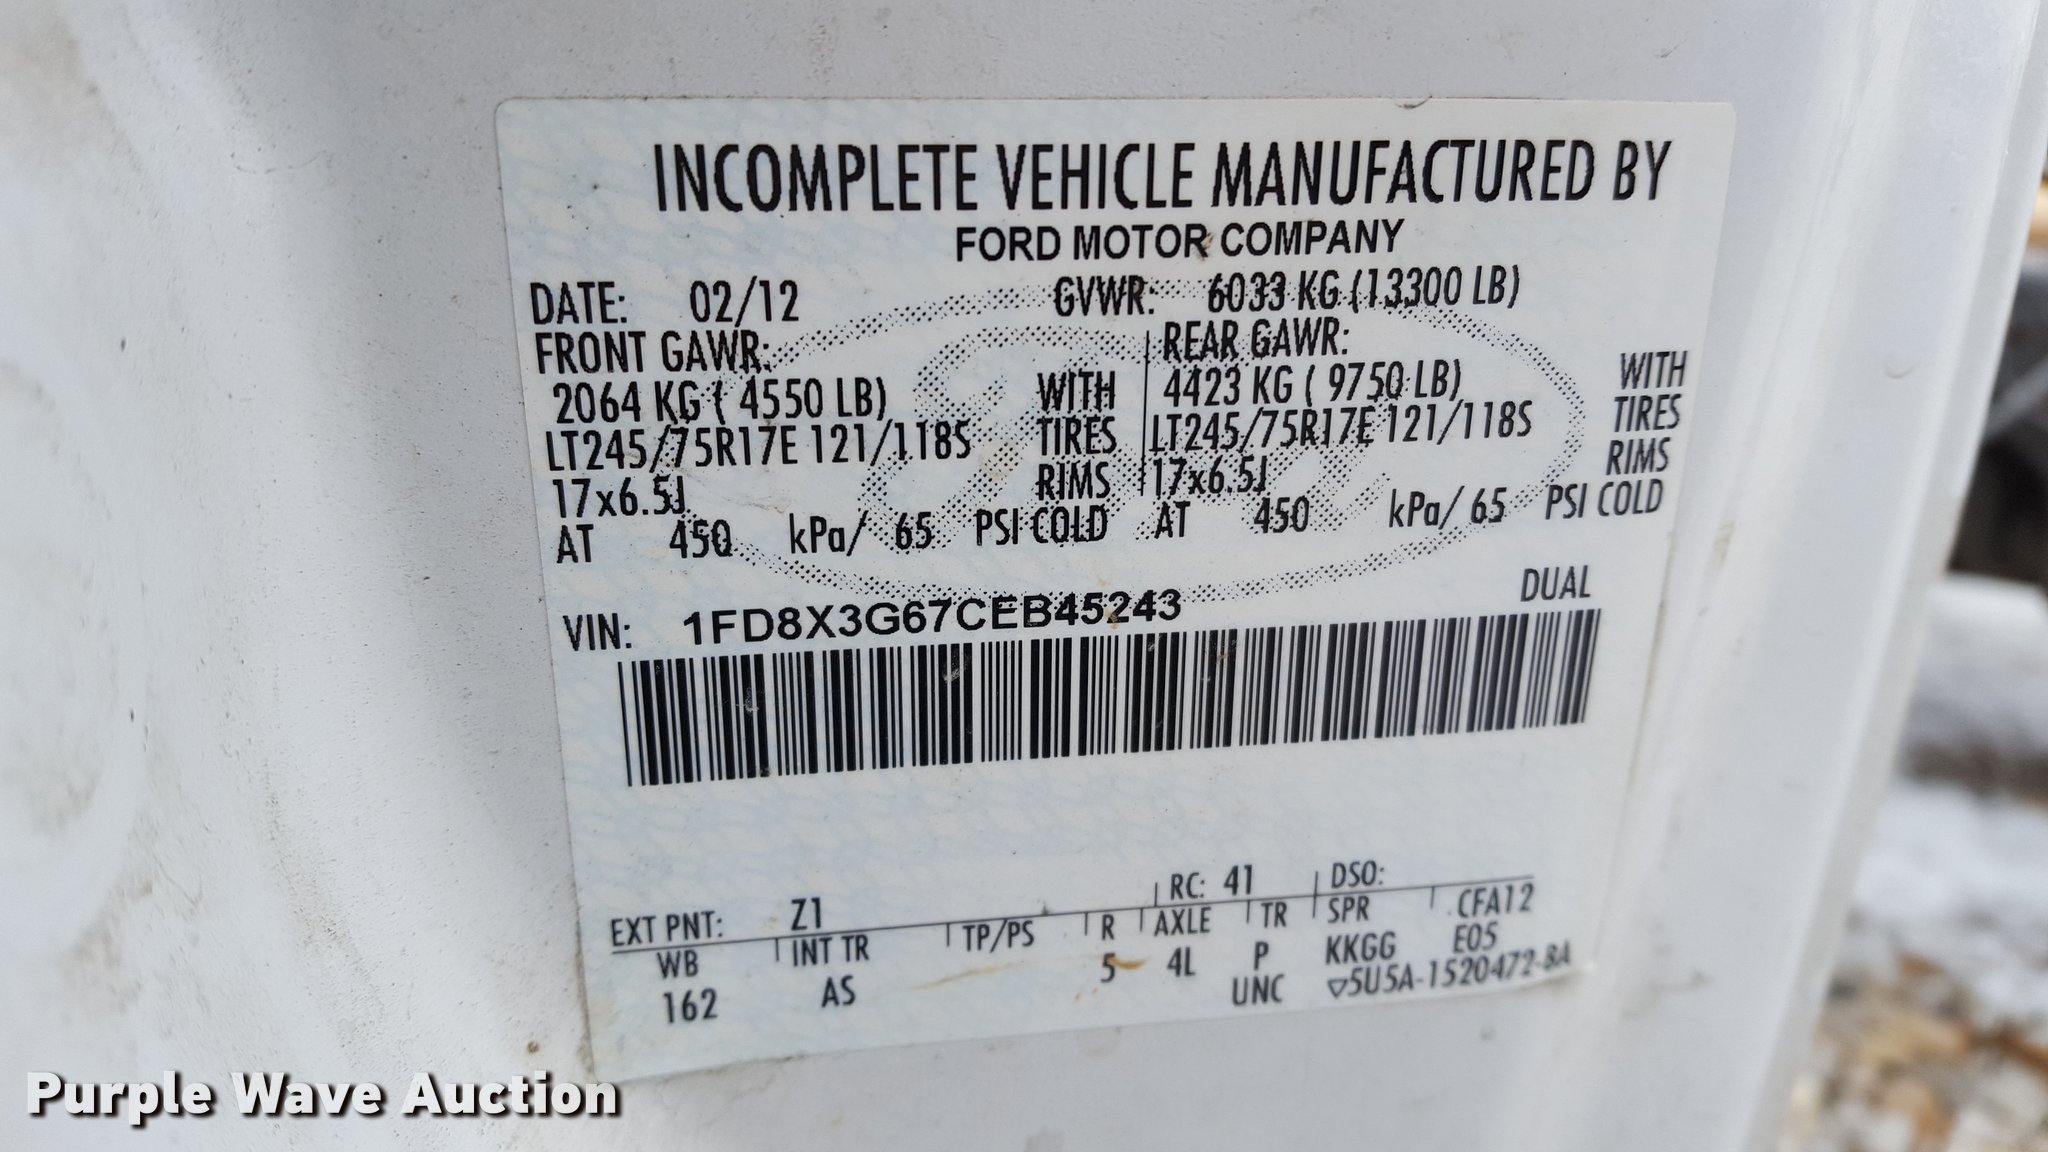 INCOMPLETE VEHICLE MANUFACTURED BY
FORD MOTOR COMPANY
DATE: 02/12 GVWR: 6033 KG (13300 LB)
FRONT GAWR: REAR GAWR:
2064 KG ( 4550 LB) WITH 4423 KG ( 9750 LB) WITH
LT245/75R17E 121/118S TIRES LT245/75R17E 121/118S TIRES
17x6.5J RIMS 17x6.5J RIMS
AT 450 kPa/ 65 PSI COLD AT 450 kPa/ 65 PSI COLD
VIN: 1FD8X3G67CEB45243 DUAL
EXT PNT: Z1 RC: 41 DSO:
WB INT TR TP/PS R AXLE TR SPR CFA12
162 AS 5 4L P KKGG E05
UNC ▽5U5A-1520472-BA
Purple Wave Auction